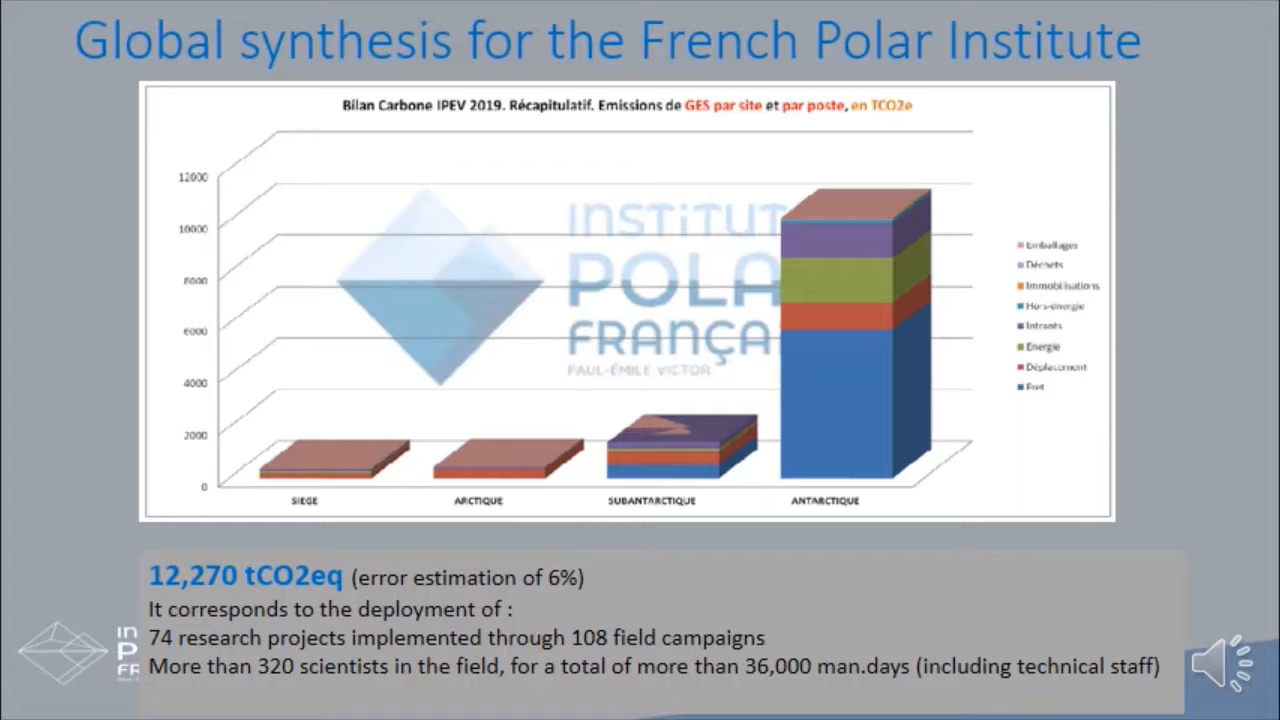 Global synthesis for the French Polar Institute
Bilan Carbone IPEV 2019. Récapitulatif. Emissions de GES par site et par poste, en TCO2e
12000
10000
8000
6000
4000
2000
0
INSTITUT
POLA
FRANÇA
PAUL-ÉMILE VICTOR
Emballages
Déchets
Immobilisations
Hors-énergie
Intrants
Energie
Déplacement
Fret
SIEGE ARCTIQUE SUBANTARCTIQUE ANTARCTIQUE
12,270 tCO2eq (error estimation of 6%)
It corresponds to the deployment of :
74 research projects implemented through 108 field campaigns
More than 320 scientists in the field, for a total of more than 36,000 man.days (including technical staff)
IN
P
FR